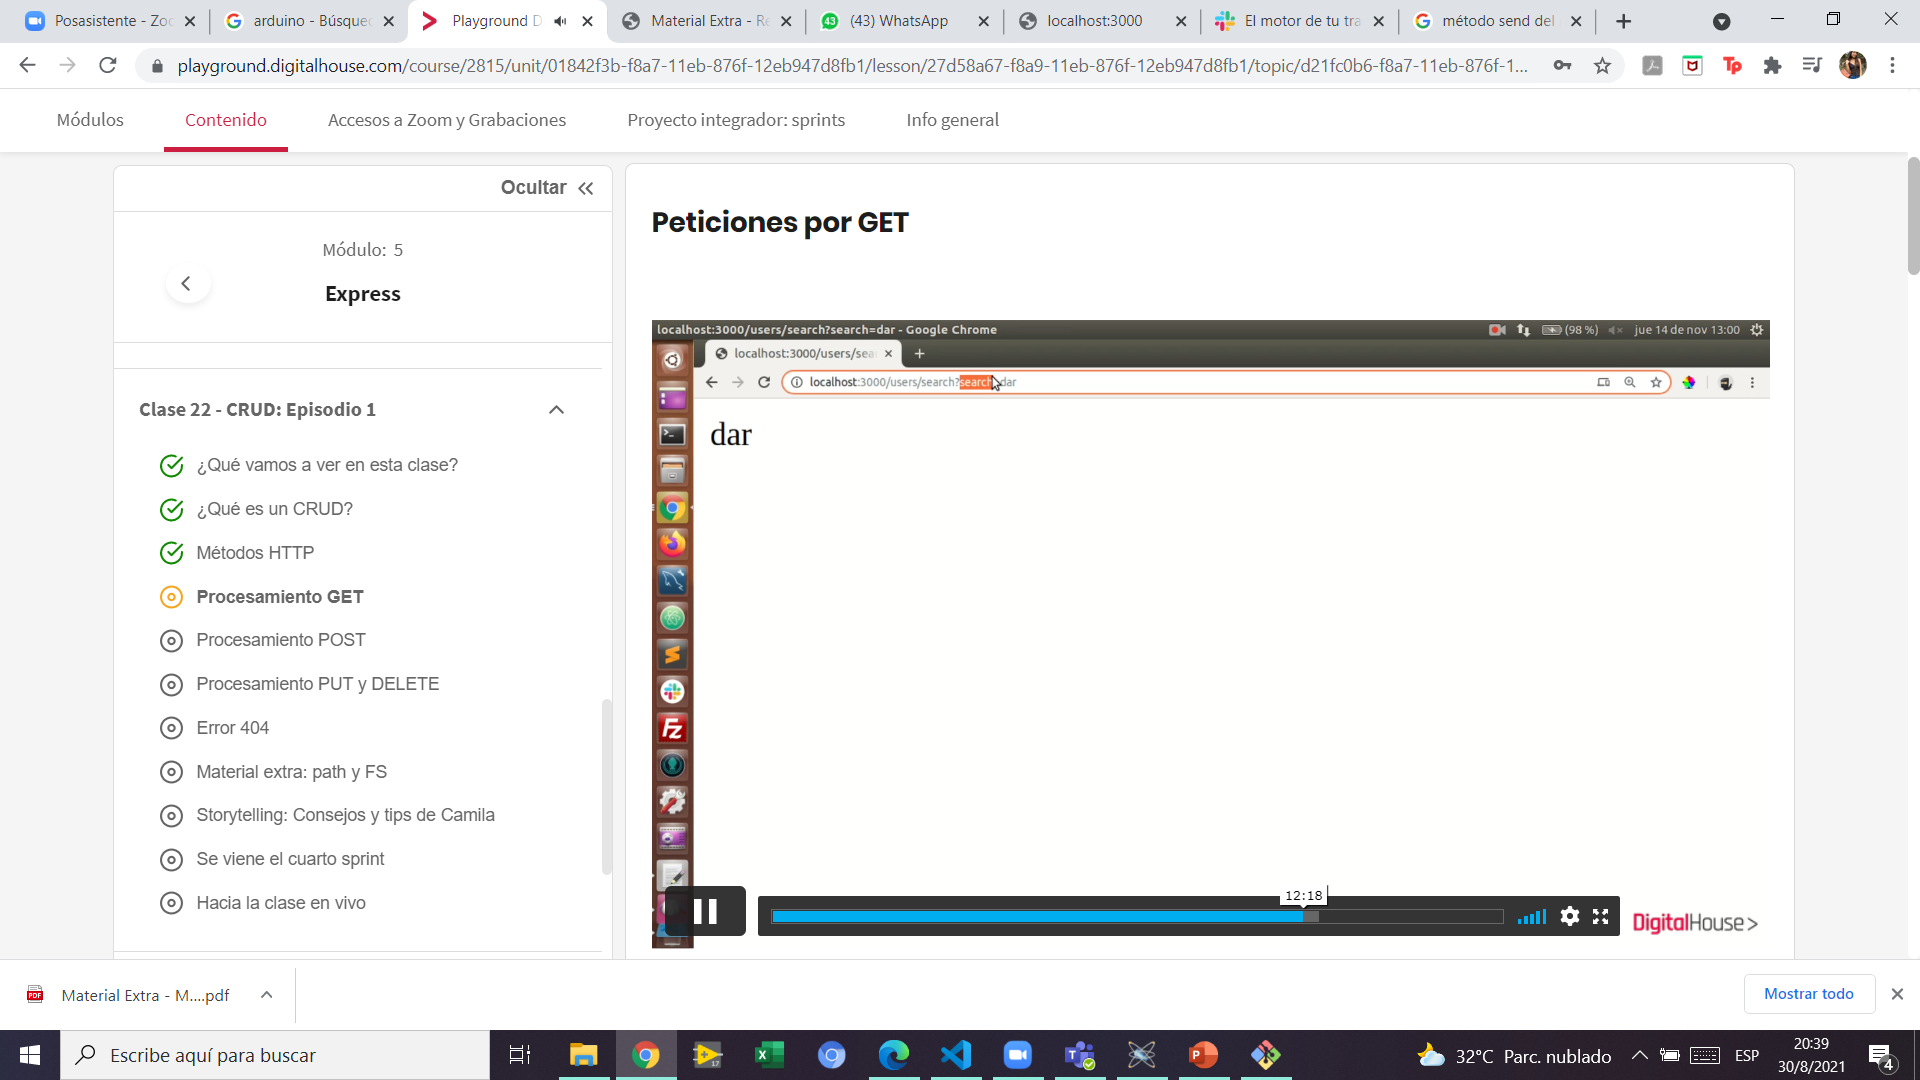 Posasistente - Zoo
arduino - Búsqued
Playground D
Material Extra - Re
(43) WhatsApp
localhost:3000
El motor de tu tra
método send del
playground.digitalhouse.com/course/2815/unit/01842f3b-f8a7-11eb-876f-12eb947d8fb1/lesson/27d58a67-f8a9-11eb-876f-12eb947d8fb1/topic/d21fc0b6-f8a7-11eb-876f-1...
Módulos
Contenido
Accesos a Zoom y Grabaciones
Proyecto integrador: sprints
Info general
Ocultar
Módulo: 5
Express
Clase 22 - CRUD: Episodio 1
¿Qué vamos a ver en esta clase?
¿Qué es un CRUD?
Métodos HTTP
Procesamiento GET
Procesamiento POST
Procesamiento PUT y DELETE
Error 404
Material extra: path y FS
Storytelling: Consejos y tips de Camila
Se viene el cuarto sprint
Hacia la clase en vivo
Peticiones por GET
localhost:3000/users/search?search=dar - Google Chrome
(98 %)
jue 14 de nov 13:00
localhost:3000/users/sea
localhost:3000/users/search?search dar
dar
12:18
DigitalHouse>
Material Extra - M....pdf
Mostrar todo
Escribe aquí para buscar
32°C Parc. nublado
ESP
20:39
30/8/2021
4